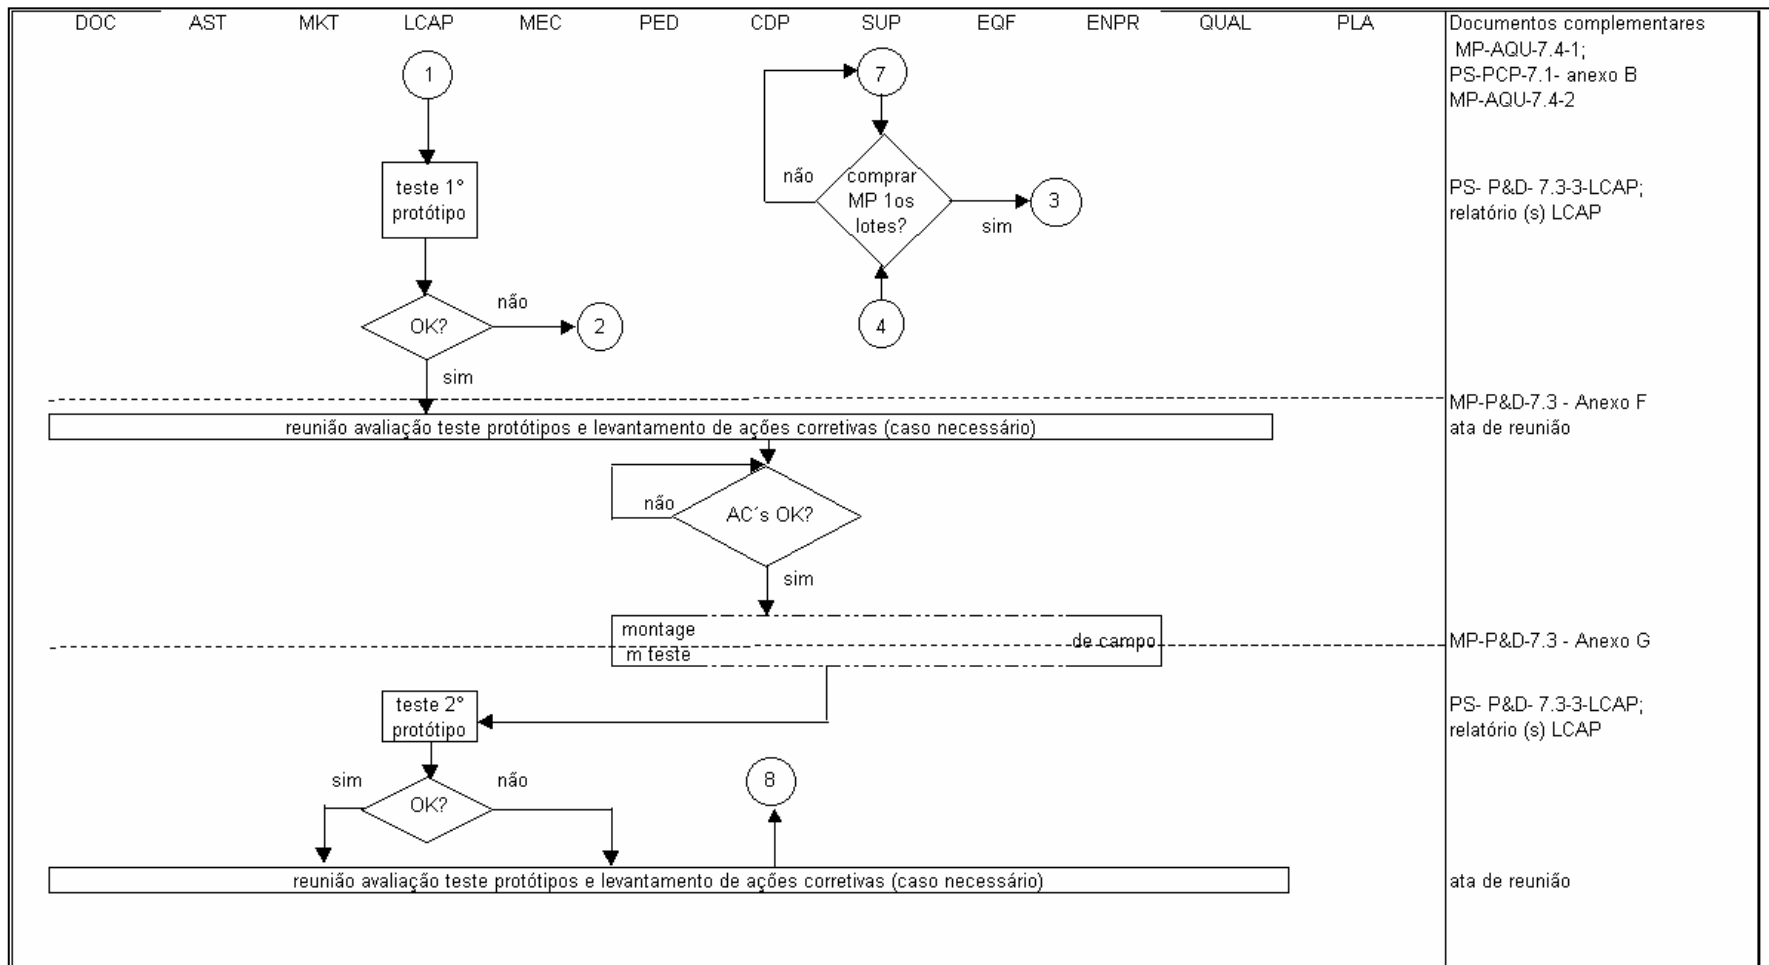 DOC AST MKT LCAP MEC PED CDP SUP EQF ENPR QUAL PLA Documentos complementares
MP-AQU-7.4-1;
PS-PCP-7.1- anexo B
MP-AQU-7.4-2
1
7
teste 1°
protótipo
não
comprar
MP 1os
lotes?
sim
3
PS- P&D- 7.3-3-LCAP;
relatório (s) LCAP
OK?
não
2
4
sim
MP-P&D-7.3 - Anexo F
reunião avaliação teste protótipos e levantamento de ações corretivas (caso necessário)
ata de reunião
não
AC´s OK?
sim
montage
m teste
de campo
MP-P&D-7.3 - Anexo G
teste 2°
protótipo
PS- P&D- 7.3-3-LCAP;
relatório (s) LCAP
sim
OK?
não
8
reunião avaliação teste protótipos e levantamento de ações corretivas (caso necessário)
ata de reunião